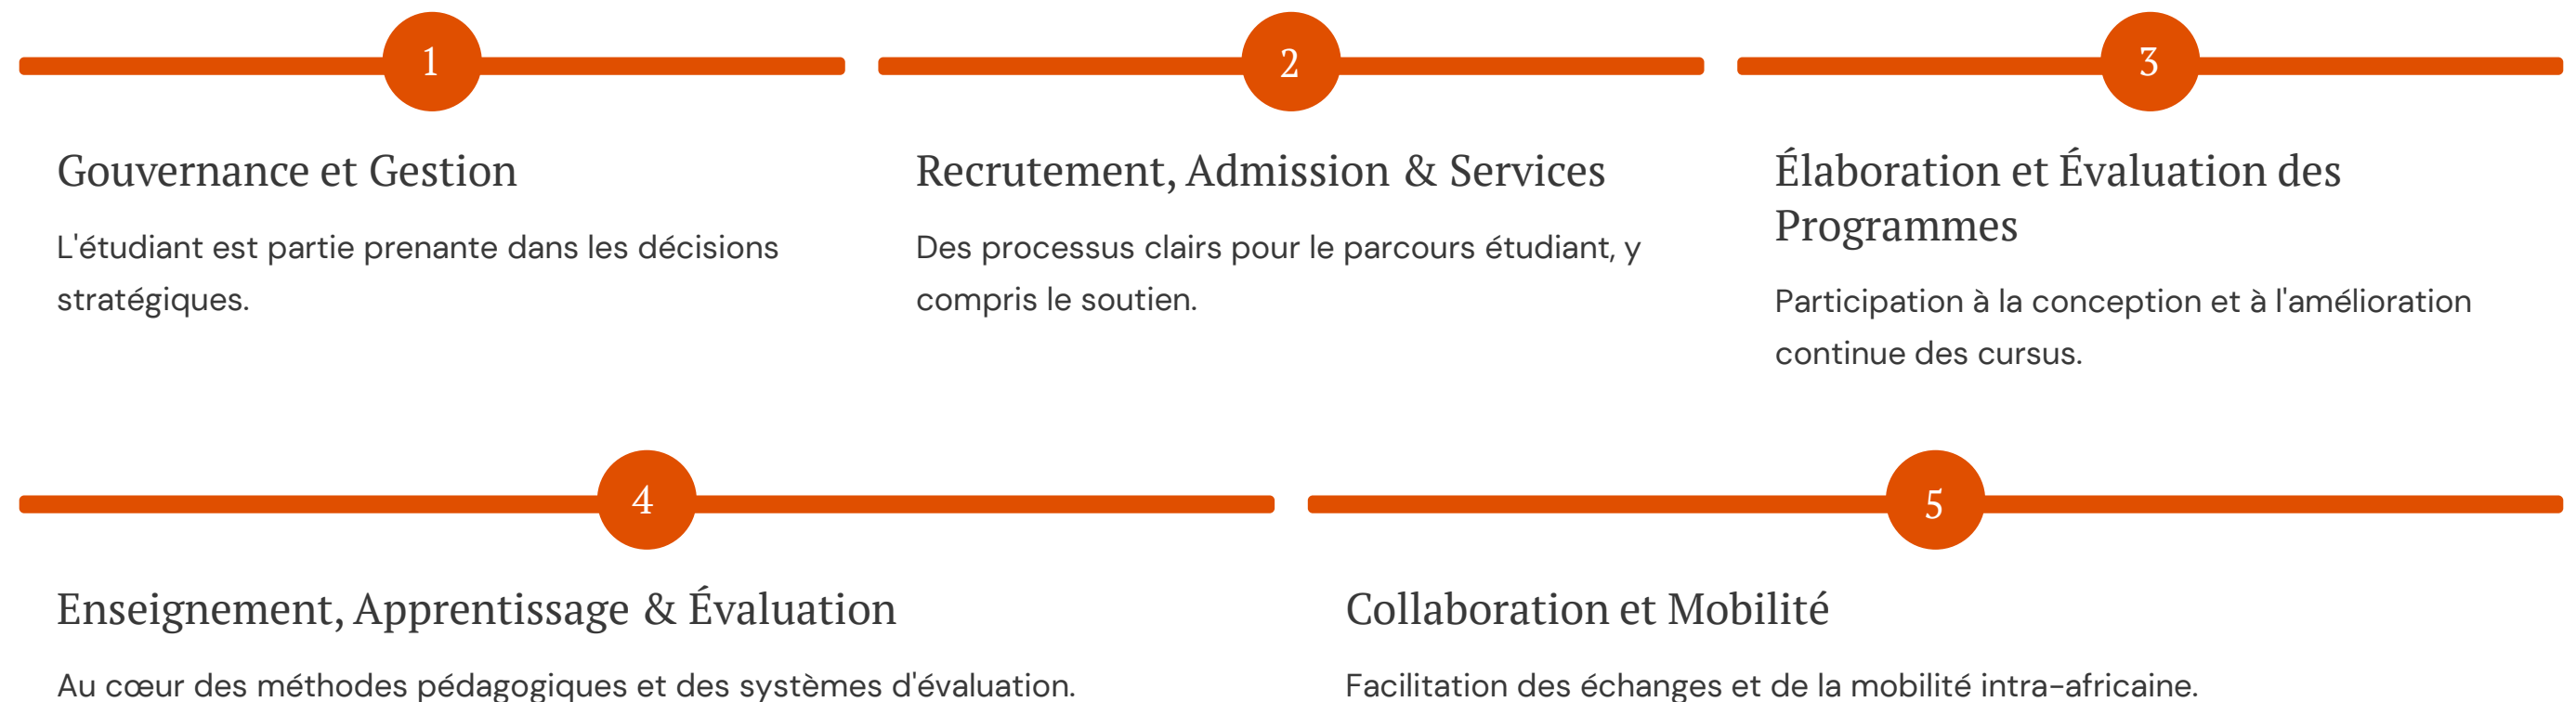 1
Gouvernance et Gestion
L'étudiant est partie prenante dans les décisions
stratégiques.
2
Recrutement, Admission & Services
Des processus clairs pour le parcours étudiant, y
compris le soutien.
3
Élaboration et Évaluation des
Programmes
Participation à la conception et à l'amélioration
continue des cursus.
4
Enseignement, Apprentissage & Évaluation
Au cœur des méthodes pédagogiques et des systèmes d'évaluation.
5
Collaboration et Mobilité
Facilitation des échanges et de la mobilité intra-africaine.